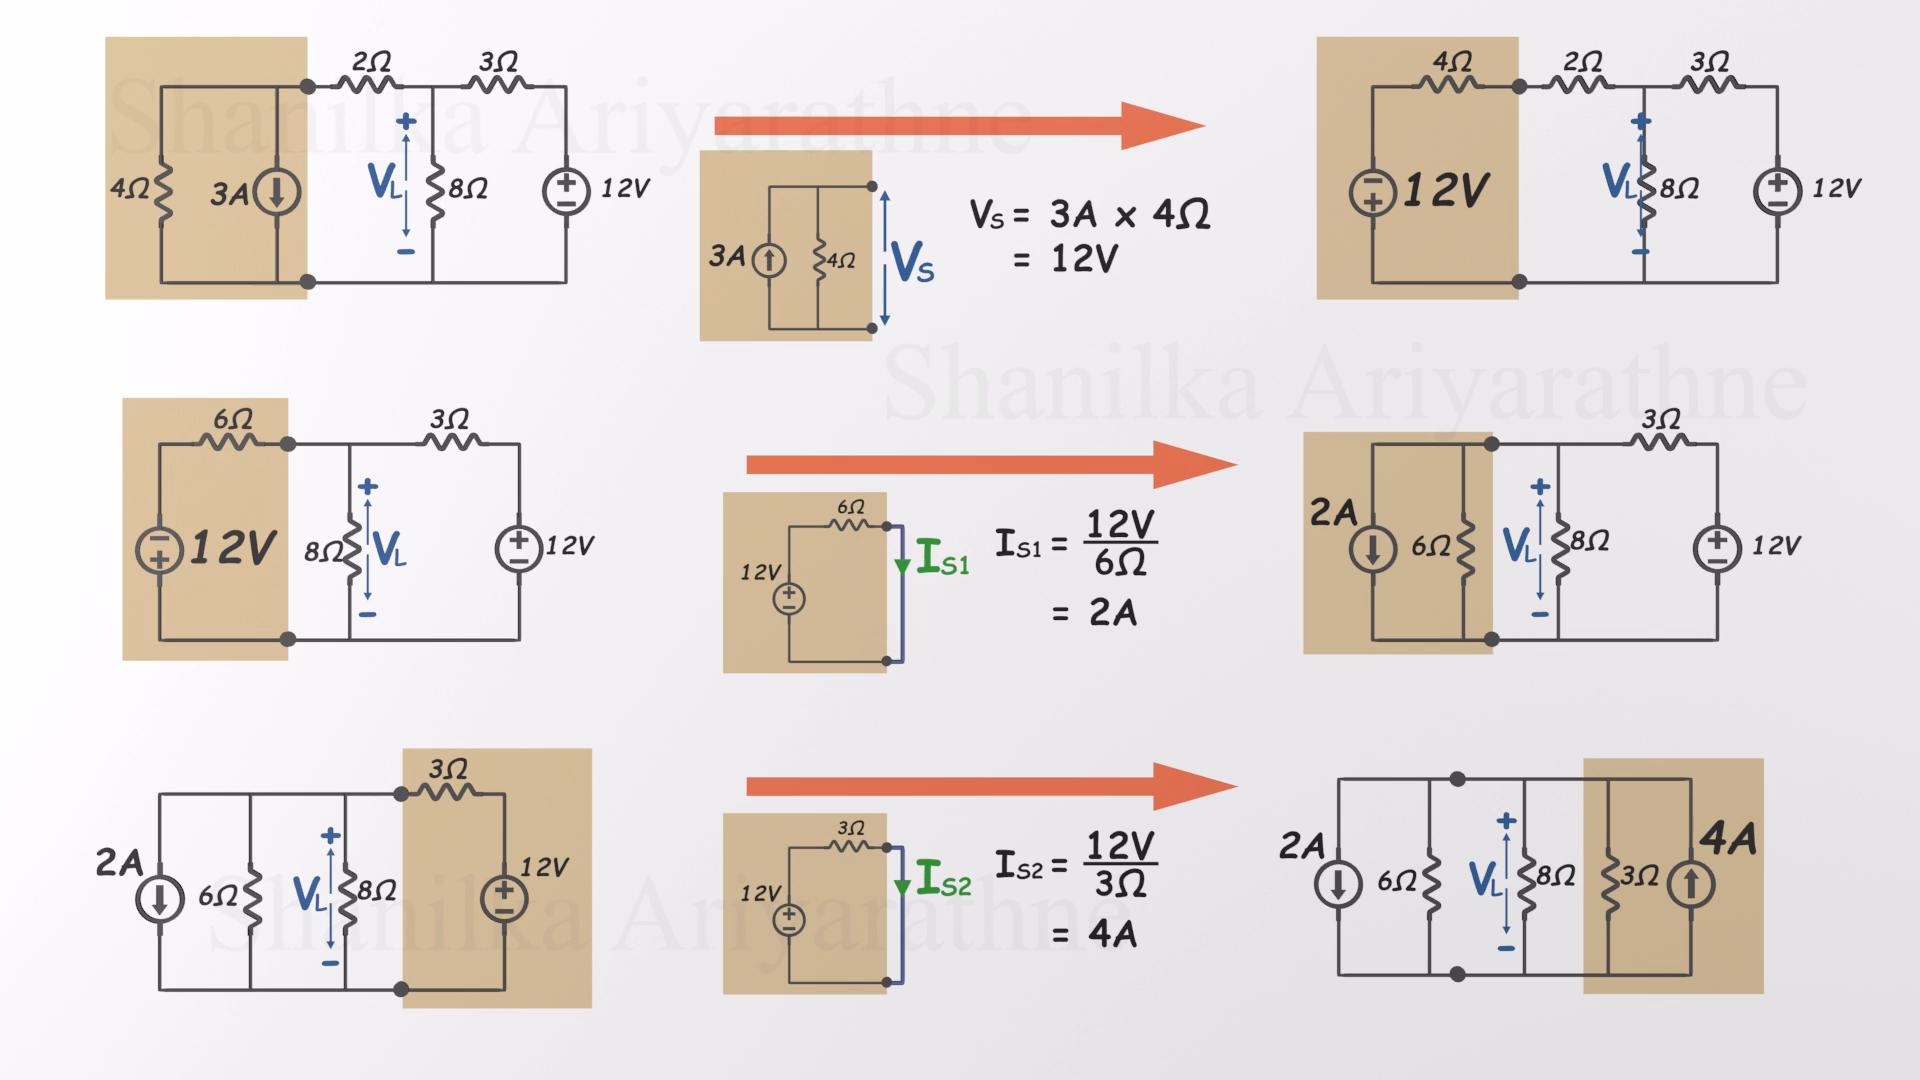 2Ω 3Ω
+
4Ω 3A VL 8Ω + - 12V
-
3A 4Ω VS
VS = 3A x 4Ω
= 12V
4Ω 2Ω 3Ω
+
- + 12V VL 8Ω + - 12V
-
Shanilka Ariyarathne
Shanilka Ariyarathne
6Ω 3Ω
+
- + 12V 8Ω VL + - 12V
-
6Ω
12V + - IS1
IS1 = 12V
6Ω
= 2A
3Ω
2A +
6Ω VL 8Ω + - 12V
-
3Ω
2A + 12V
6Ω VL 8Ω + -
-
3Ω
12V + - IS2
IS2 = 12V
3Ω
= 4A
2A + 4A
6Ω VL 8Ω 3Ω
-
Shanilka Ariyarathne